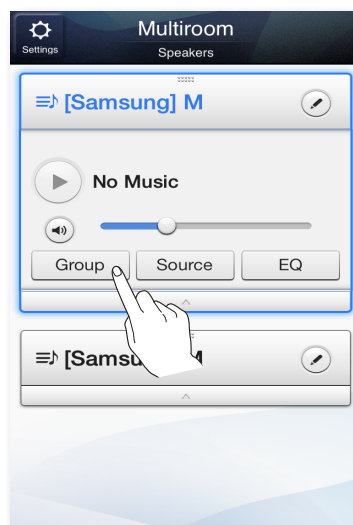 Multiroom
Settings
Speakers
[Samsung] M
No Music
Group
Source
EQ
M